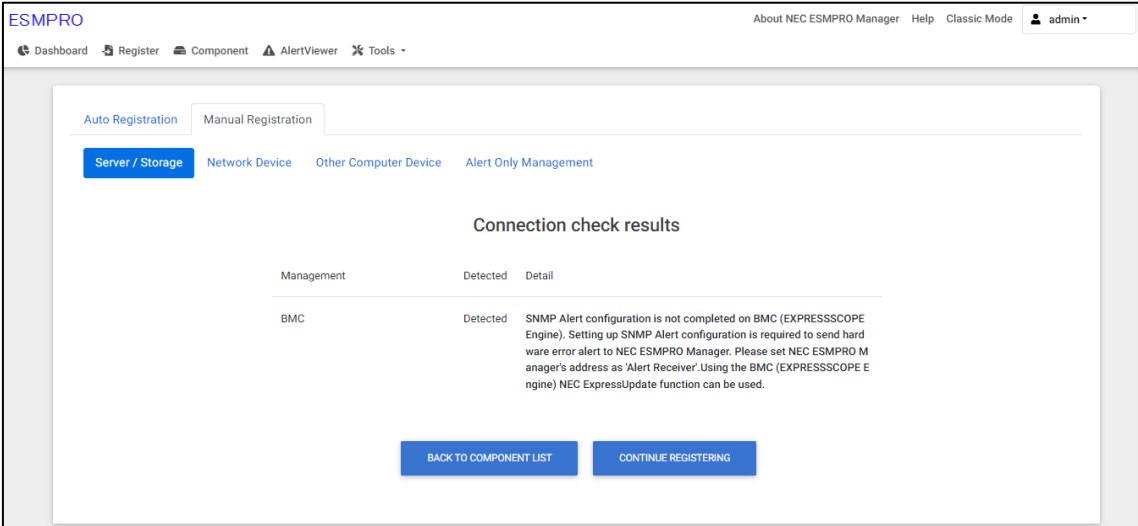 ESMPRO
About NEC ESMPRO Manager Help Classic Mode admin
Dashboard Register Component AlertViewer Tools
Auto Registration Manual Registration
Server / Storage Network Device Other Computer Device Alert Only Management
Connection check results
Management Detected Detail
BMC Detected SNMP Alert configuration is not completed on BMC (EXPRESSSCOPE
Engine). Setting up SNMP Alert configuration is required to send hard
ware error alert to NEC ESMPRO Manager. Please set NEC ESMPRO M
anager's address as 'Alert Receiver'.Using the BMC (EXPRESSSCOPE E
ngine) NEC ExpressUpdate function can be used.
BACK TO COMPONENT LIST CONTINUE REGISTERING